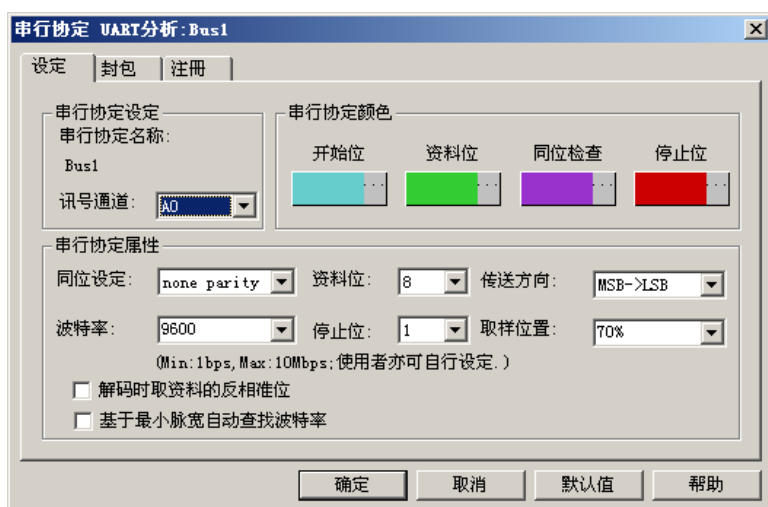 串行协定 UART分析:Bus1
设定 封包 注册
串行协定设定
串行协定名称:
Bus1
讯号通道: A0
串行协定颜色
开始位 资料位 同位检查 停止位
... ... ... ...
串行协定属性
同位设定: none parity 资料位: 8 传送方向: MSB->LSB
波特率: 9600 停止位: 1 取样位置: 70%
(Min:1bps,Max:10Mbps;使用者亦可自行设定.)
解码时取资料的反相准位
基于最小脉宽自动查找波特率
确定 取消 默认值 帮助